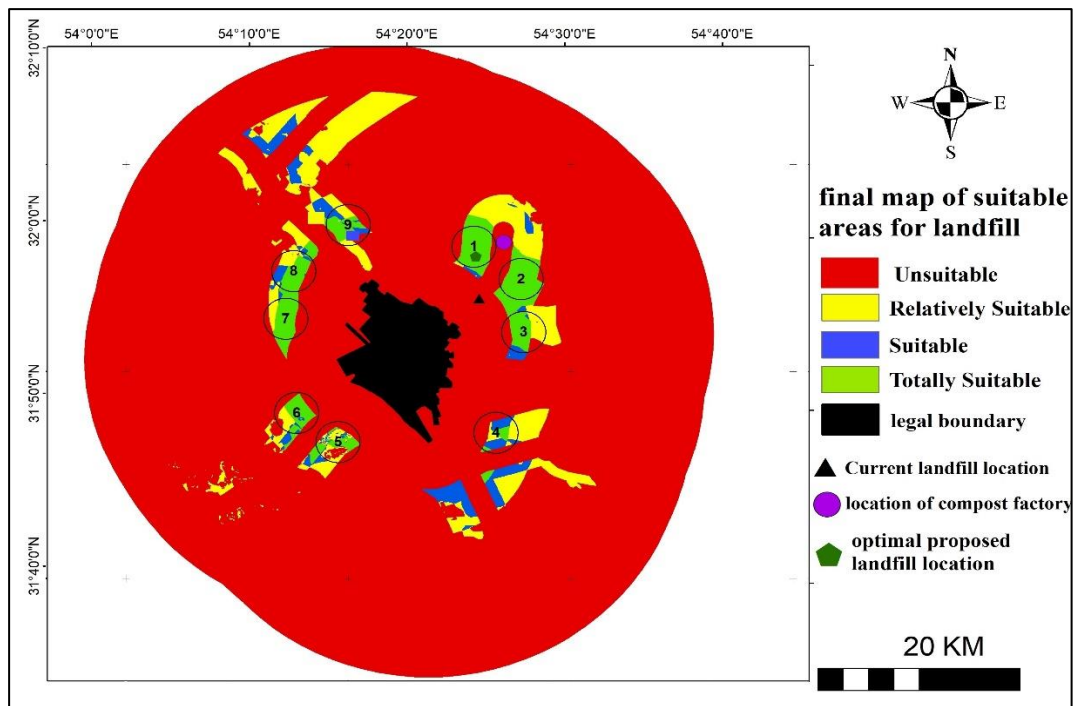 54°0'0"E
54°10'0"E
54°20'0"E
54°30'0"E
54°40'0"E
32°10'0"N
32°0'0"N
31°50'0"N
31°40'0"N
N
W
E
S
9
1
8
2
7
3
6
5
4
final map of suitable
areas for landfill
Unsuitable
Relatively Suitable
Suitable
Totally Suitable
legal boundary
Current landfill location
location of compost factory
optimal proposed
landfill location
20 KM